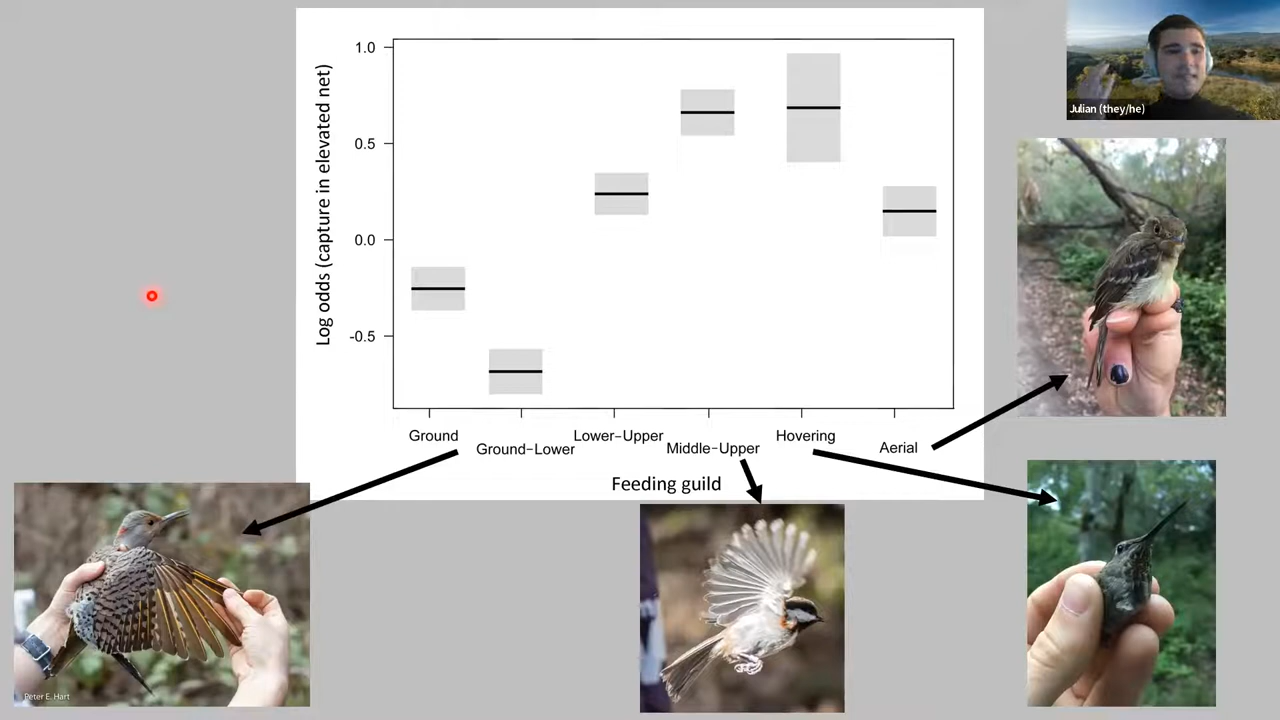 Log odds (capture in elevated net)
1.0
0.5
0.0
-0.5
Ground
Ground−Lower
Lower−Upper
Middle−Upper
Hovering
Aerial
Feeding guild
Julian (they/he)
Peter E. Hart